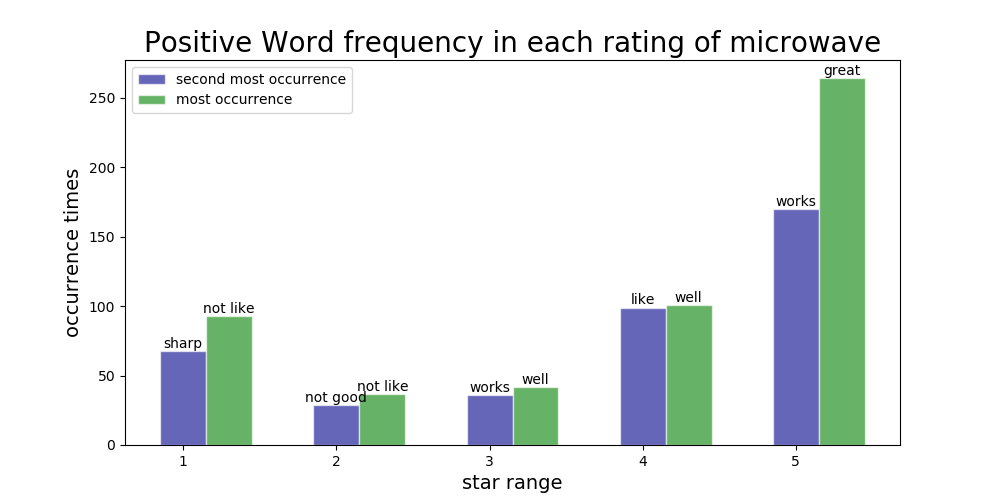 Positive Word frequency in each rating of microwave
second most occurrence
most occurrence
great
works
like
well
not like
sharp
not good
not like
works
well
250
200
150
100
50
0
occurrence times
1
2
3
4
5
star range